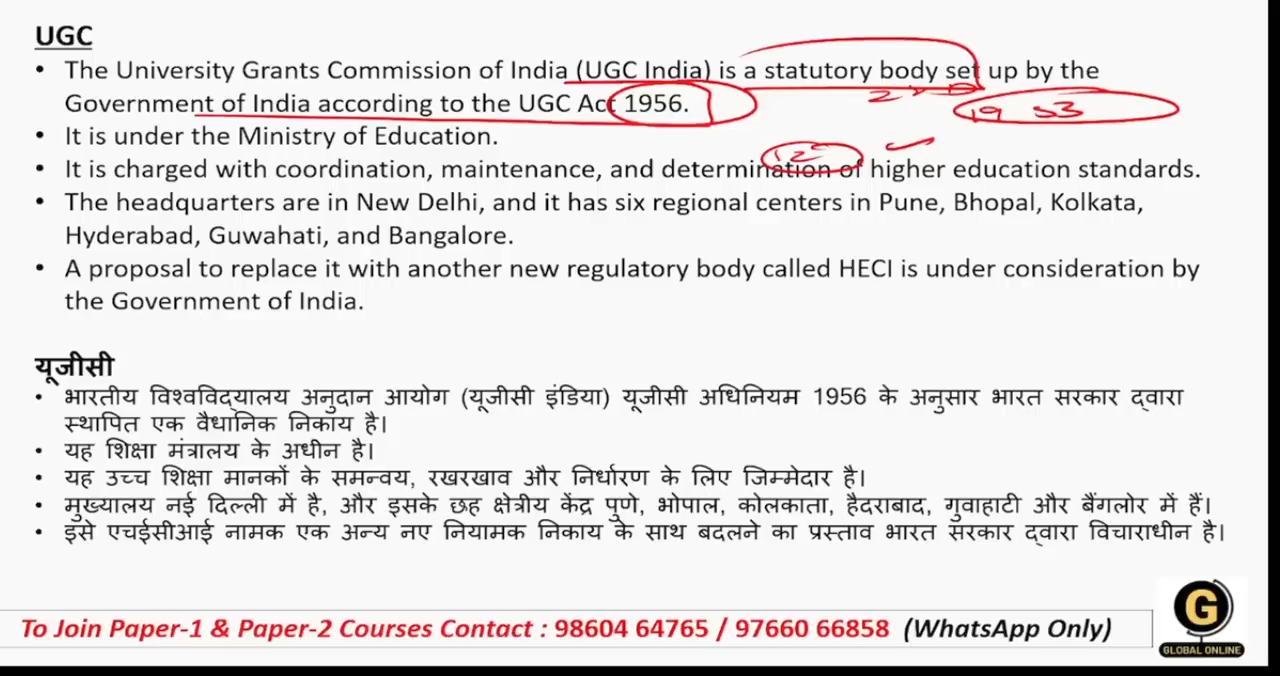 UGC
• The University Grants Commission of India (UGC India) is a statutory body set up by the
Government of India according to the UGC Act 1956.
1953
• It is under the Ministry of Education.
12
• It is charged with coordination, maintenance, and determination of higher education standards.
• The headquarters are in New Delhi, and it has six regional centers in Pune, Bhopal, Kolkata,
Hyderabad, Guwahati, and Bangalore.
• A proposal to replace it with another new regulatory body called HECI is under consideration by
the Government of India.
यूजीसी
• भारतीय विश्वविद्यालय अनुदान आयोग (यूजीसी इंडिया) यूजीसी अधिनियम 1956 के अनुसार भारत सरकार द्वारा
स्थापित एक वैधानिक निकाय है।
• यह शिक्षा मंत्रालय के अधीन है।
• यह उच्च शिक्षा मानकों के समन्वय, रखरखाव और निर्धारण के लिए जिम्मेदार है।
• मुख्यालय नई दिल्ली में है, और इसके छह क्षेत्रीय केंद्र पुणे, भोपाल, कोलकाता, हैदराबाद, गुवाहाटी और बैंगलोर में हैं।
• इसे एचईसीआई नामक एक अन्य नए नियामक निकाय के साथ बदलने का प्रस्ताव भारत सरकार द्वारा विचाराधीन है।
To Join Paper-1 & Paper-2 Courses Contact : 98604 64765 / 97660 66858 (WhatsApp Only)
G
GLOBAL ONLINE